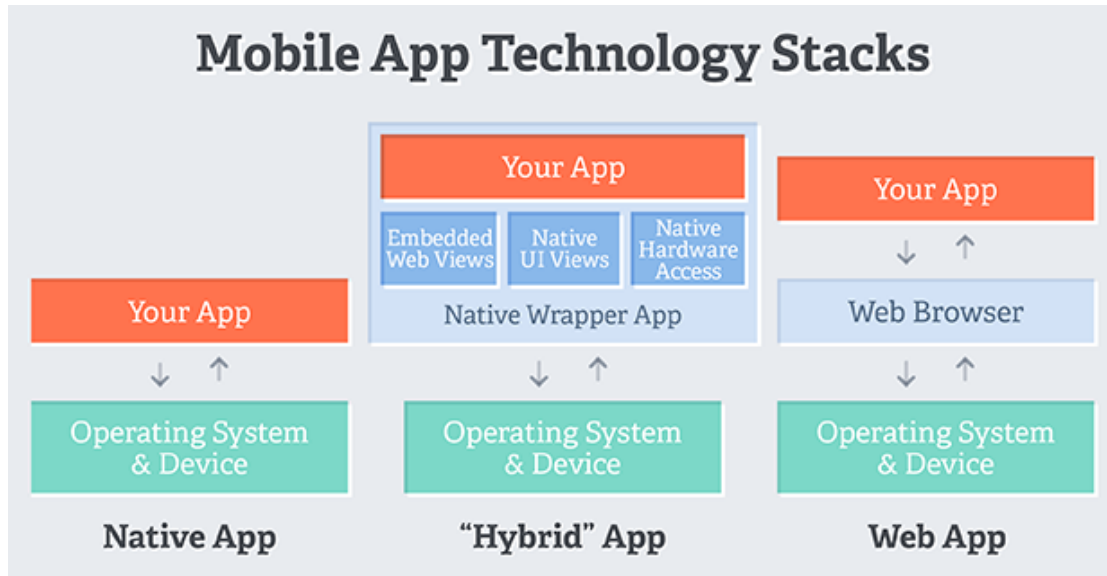 Mobile App Technology Stacks
Your App
Operating System
& Device
Native App
Your App
Embedded
Web Views
Native
UI Views
Native
Hardware
Access
Native Wrapper App
Operating System
& Device
“Hybrid” App
Your App
Web Browser
Operating System
& Device
Web App